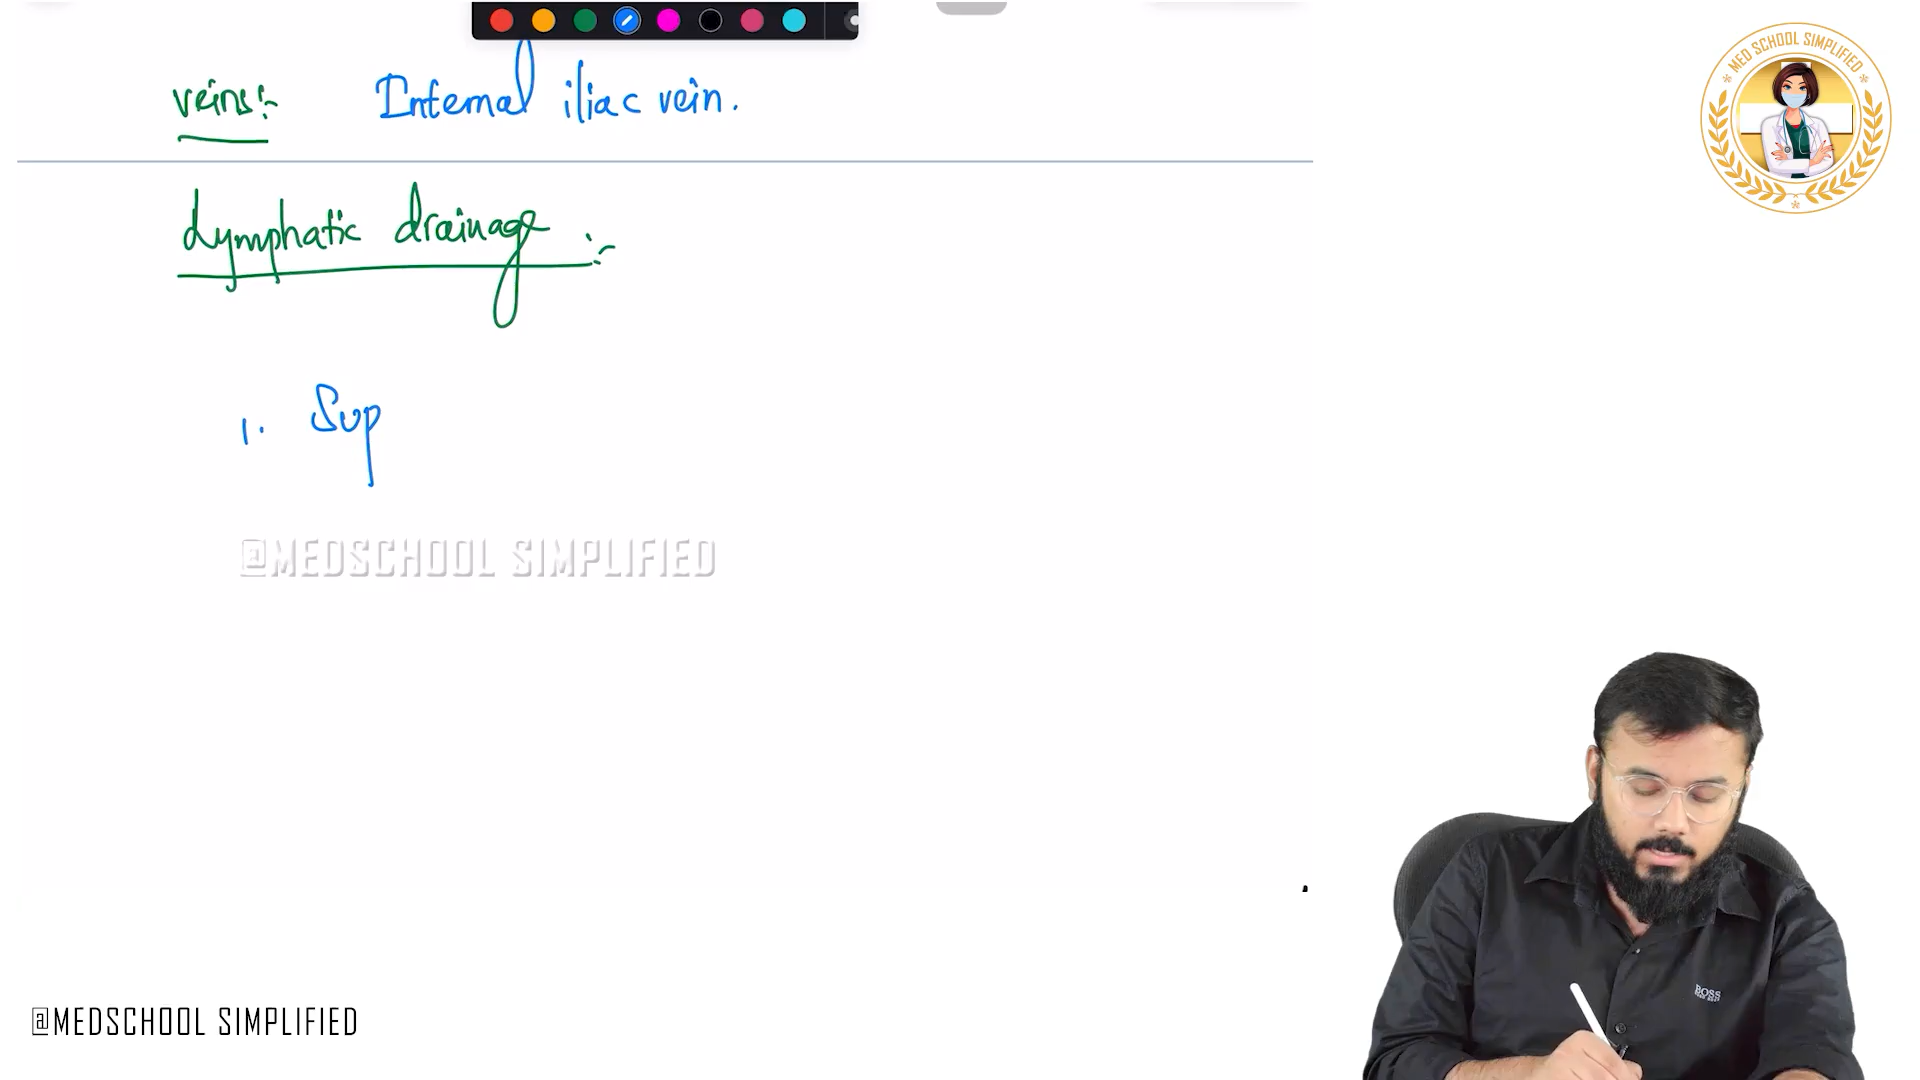 MED SCHOOL SIMPLIFIED
veins:- Internal iliac vein.
Lymphatic drainage :-
1. Sup
@MEDSCHOOL SIMPLIFIED
BOSS
@MEDSCHOOL SIMPLIFIED